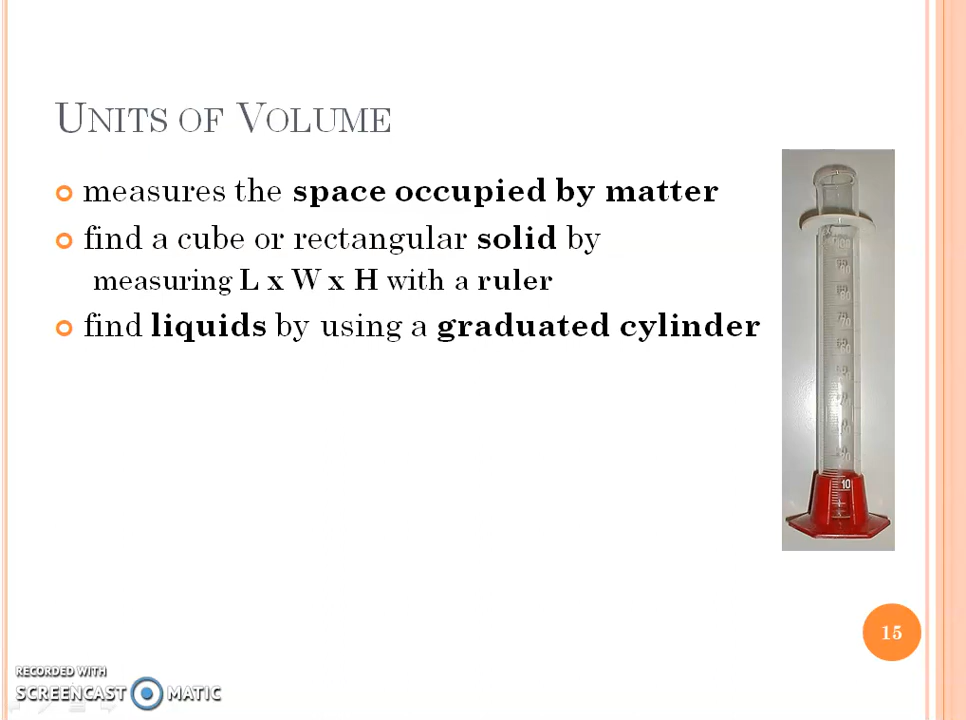 UNITS OF VOLUME
measures the space occupied by matter
find a cube or rectangular solid by
measuring L x W x H with a ruler
find liquids by using a graduated cylinder
10
15
RECORDED WITH
SCREENCAST MATIC